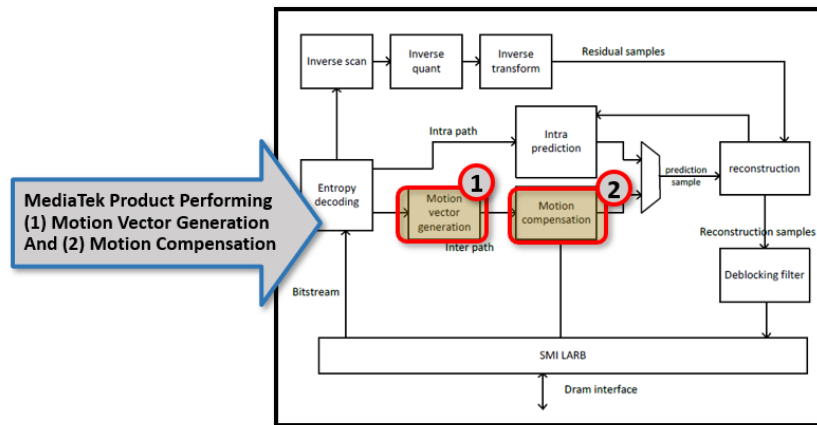 Inverse scan
Inverse
quant
Inverse
transform
Residual samples
Intra path
Intra
prediction
MediaTek Product Performing
(1) Motion Vector Generation
And (2) Motion Compensation
Entropy
decoding
1
Motion
vector
generation
2
Motion
compensation
prediction
sample
reconstruction
Inter path
Reconstruction samples
Deblocking filter
Bitstream
SMI LARB
Dram interface